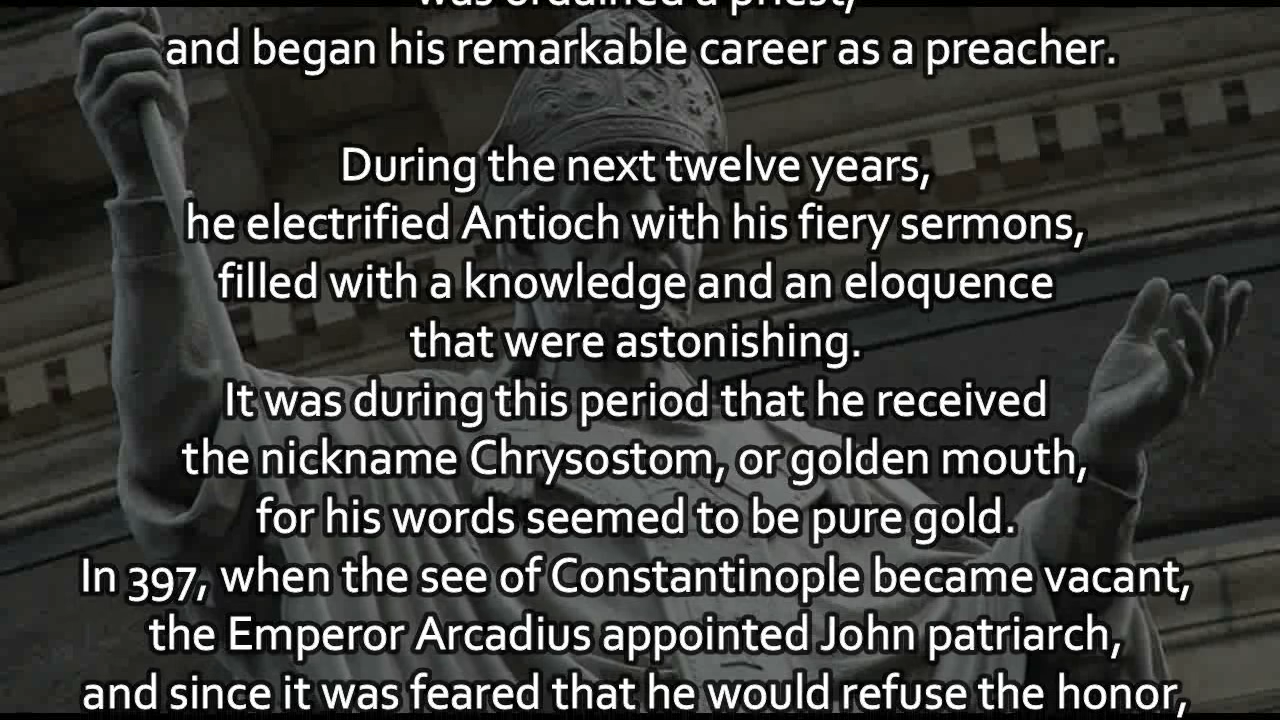 was ordained a priest,
and began his remarkable career as a preacher.
During the next twelve years,
he electrified Antioch with his fiery sermons,
filled with a knowledge and an eloquence
that were astonishing.
It was during this period that he received
the nickname Chrysostom, or golden mouth,
for his words seemed to be pure gold.
In 397, when the see of Constantinople became vacant,
the Emperor Arcadius appointed John patriarch,
and since it was feared that he would refuse the honor,